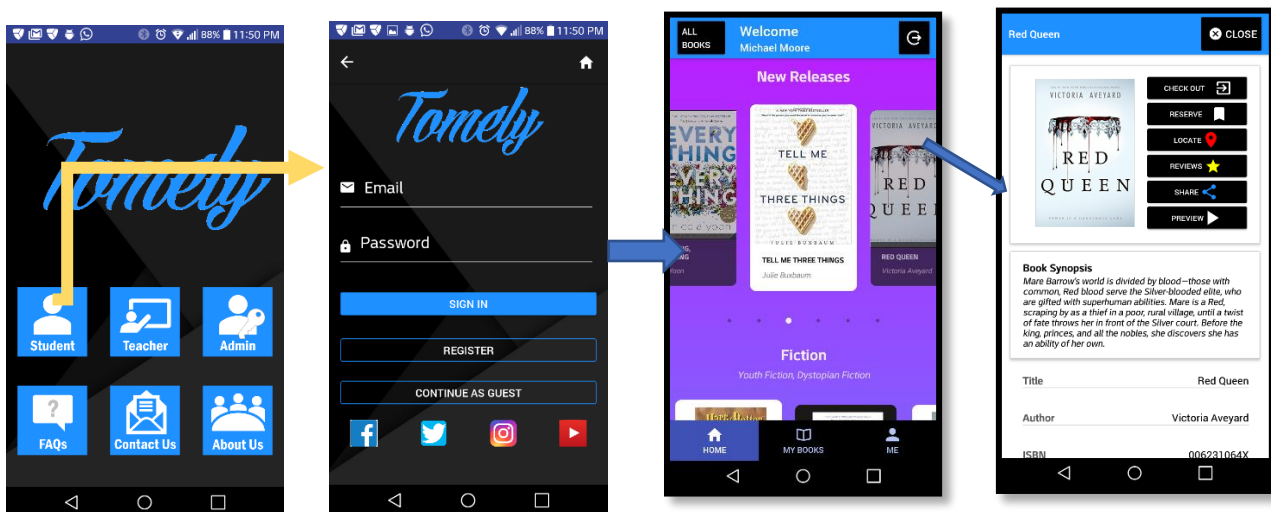 88% 11:50 PM
Tomely
Student
Teacher
Admin
?
FAQs
Contact Us
About Us
88% 11:50 PM
Tomely
Email
Password
SIGN IN
REGISTER
CONTINUE AS GUEST
ALL
BOOKS
Welcome
Michael Moore
New Releases
EVERY
THING
EVERY
THING
TELL ME
THREE THINGS
JULIE BUXBAUM
TELL ME THREE THINGS
Julie Buxbaum
VICTORIA AVEYARD
RED
QUEEN
RED QUEEN
Victoria Aveyard
Fiction
Youth Fiction, Dystopian Fiction
HOME
MY BOOKS
ME
Red Queen
CLOSE
VICTORIA AVEYARD
RED
QUEEN
CHECK OUT
RESERVE
LOCATE
REVIEWS
SHARE
PREVIEW
Book Synopsis
Mare Barrow's world is divided by blood—those with
common, Red blood serve the Silver-blooded elite, who
are gifted with superhuman abilities. Mare is a Red,
scraping by as a thief in a poor, rural village, until a twist
of fate throws her in front of the Silver court. Before the
king, princes, and all the nobles, she discovers she has
an ability of her own.
Title Red Queen
Author Victoria Aveyard
ISBN 006231064X